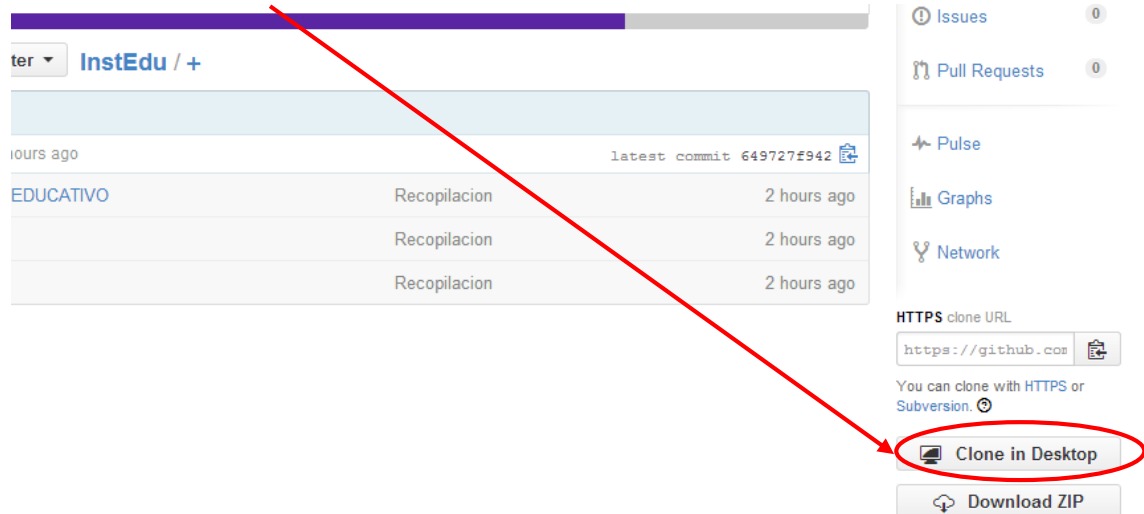 Issues 0
ter InstEdu / +
Pull Requests 0
Pulse
ours ago latest commit 649727f942
EDUCATIVO Recopilacion 2 hours ago
Graphs
Recopilacion 2 hours ago
Network
Recopilacion 2 hours ago
HTTPS clone URL
https://github.com
You can clone with HTTPS or
Subversion.
Clone in Desktop
Download ZIP